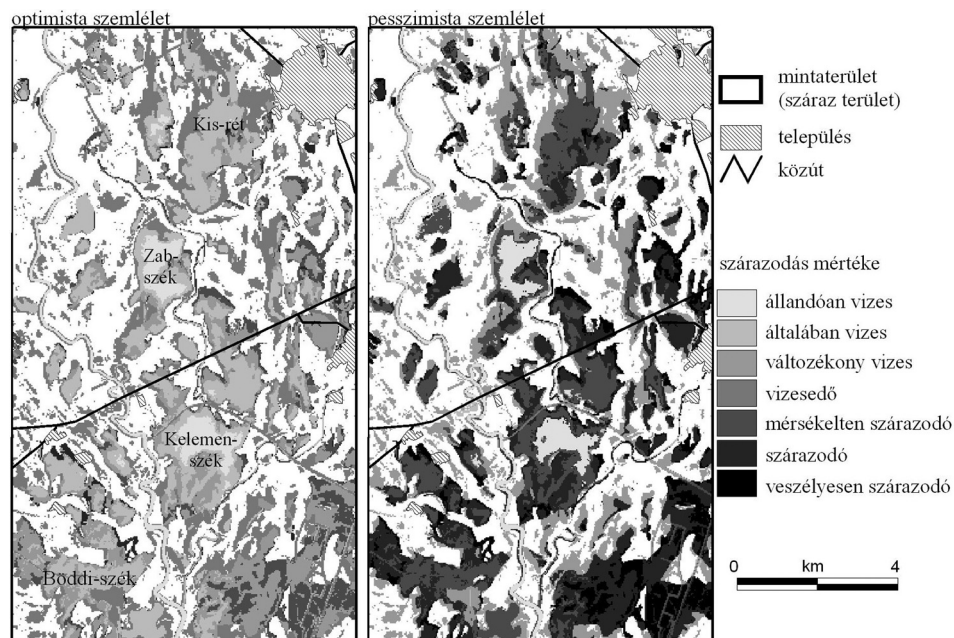 optimista szemlélet
pesszimista szemlélet
Kis-rét
Zab-
szék
Kelemen-
szék
Böddi-szék
mintaterület
(száraz terület)
település
közút
szárazodás mértéke
állandóan vizes
általában vizes
változékony vizes
vizesedő
mérsékelten szárazodó
szárazodó
veszélyesen szárazodó
0 km 4